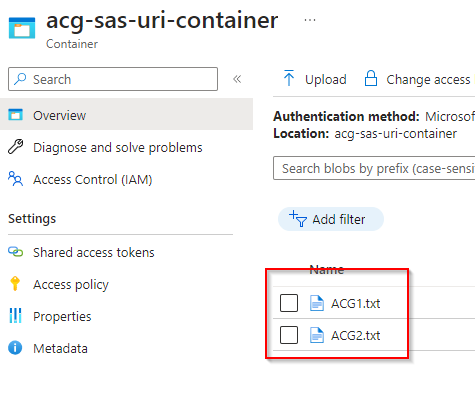 acg-sas-uri-container ...
Container
Search
Overview
Diagnose and solve problems
Access Control (IAM)
Settings
Shared access tokens
Access policy
Properties
Metadata
Upload Change access
Authentication method: Microsof
Location: acg-sas-uri-container
Search blobs by prefix (case-sensi
Add filter
Name
ACG1.txt
ACG2.txt